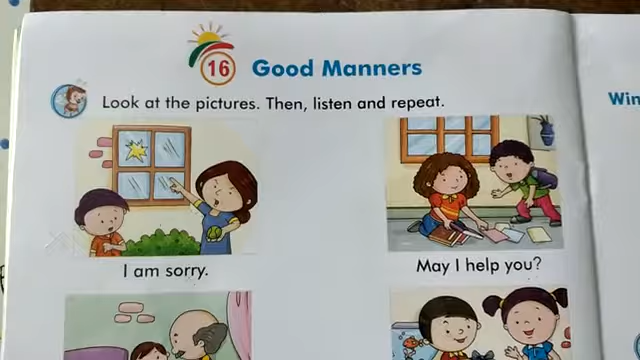 16 Good Manners
Look at the pictures. Then, listen and repeat.
I am sorry.
May I help you?
Win